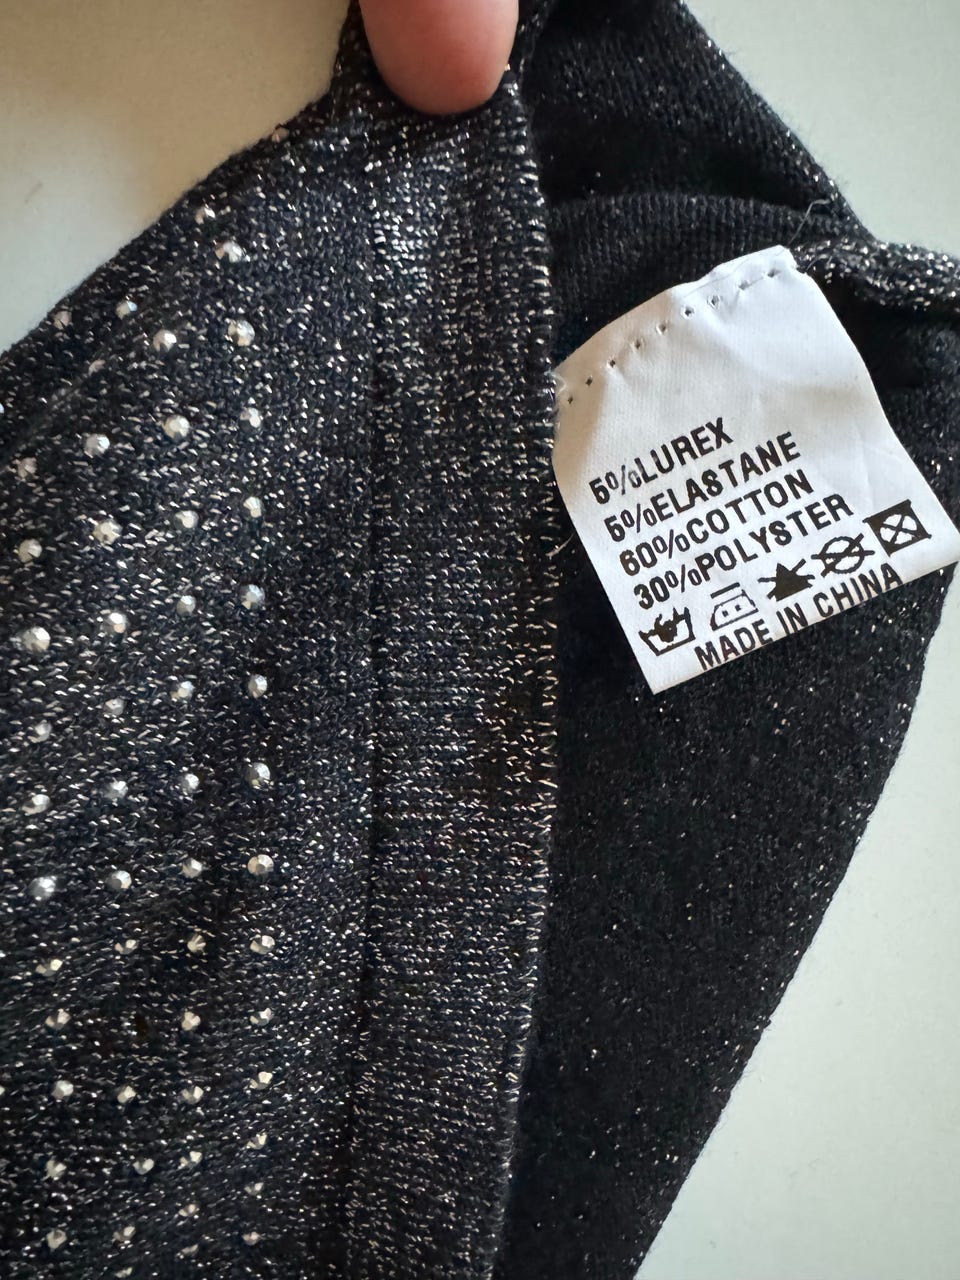 5%LUREX
5%ELASTANE
60%COTTON
30%POLYSTER
MADE IN CHINA